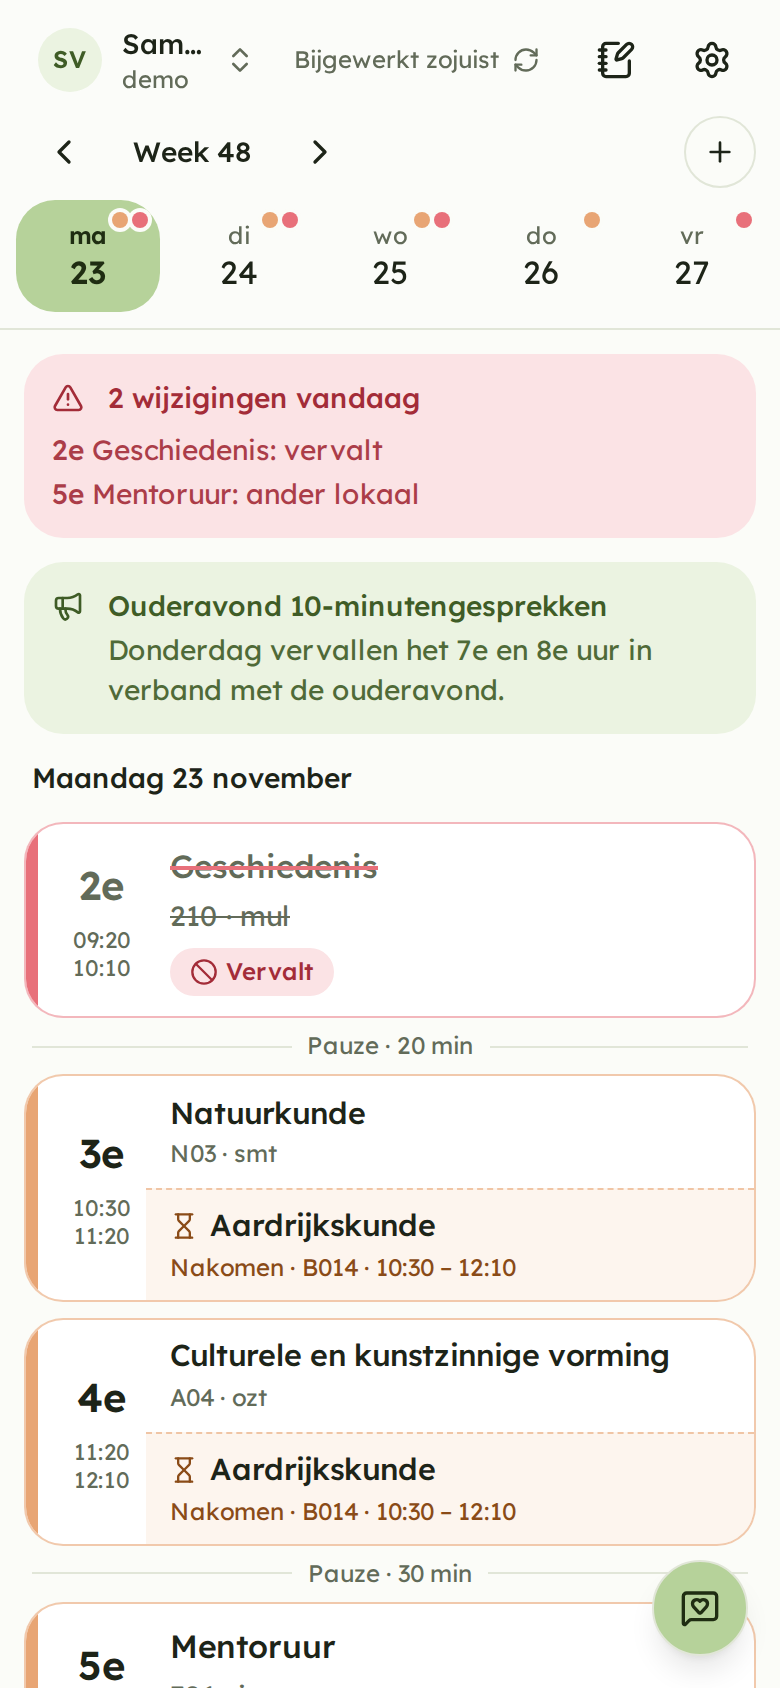 SV
Sam...
demo
Bijgewerkt zojuist
Week 48
ma
23
di
24
wo
25
do
26
vr
27
2 wijzigingen vandaag
2e Geschiedenis: vervalt
5e Mentoruur: ander lokaal
Ouderavond 10-minutengesprekken
Donderdag vervallen het 7e en 8e uur in
verband met de ouderavond.
Maandag 23 november
2e
09:20
10:10
Geschiedenis
210 · mul
Vervalt
Pauze · 20 min
3e
10:30
11:20
Natuurkunde
N03 · smt
Aardrijkskunde
Nakomen · B014 · 10:30 – 12:10
4e
11:20
12:10
Culturele en kunstzinnige vorming
A04 · ozt
Aardrijkskunde
Nakomen · B014 · 10:30 – 12:10
Pauze · 30 min
5e
Mentoruur